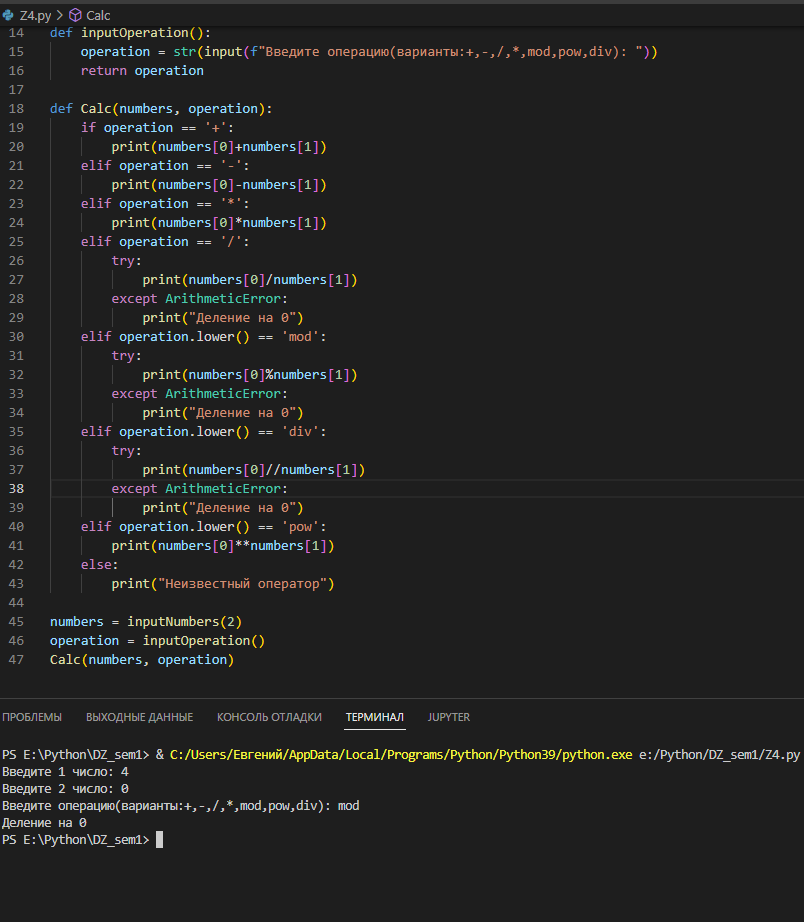 Z4.py > Calc
14 def inputOperation():
15     operation = str(input(f"Введите операцию(варианты:+,-,/,*,mod,pow,div): "))
16     return operation
17
18 def Calc(numbers, operation):
19     if operation == '+':
20         print(numbers[0]+numbers[1])
21     elif operation == '-':
22         print(numbers[0]-numbers[1])
23     elif operation == '*':
24         print(numbers[0]*numbers[1])
25     elif operation == '/':
26         try:
27             print(numbers[0]/numbers[1])
28         except ArithmeticError:
29             print("Деление на 0")
30     elif operation.lower() == 'mod':
31         try:
32             print(numbers[0]%numbers[1])
33         except ArithmeticError:
34             print("Деление на 0")
35     elif operation.lower() == 'div':
36         try:
37             print(numbers[0]//numbers[1])
38         except ArithmeticError:
39             print("Деление на 0")
40     elif operation.lower() == 'pow':
41         print(numbers[0]**numbers[1])
42     else:
43         print("Неизвестный оператор")
44
45 numbers = inputNumbers(2)
46 operation = inputOperation()
47 Calc(numbers, operation)
ПРОБЛЕМЫ ВЫХОДНЫЕ ДАННЫЕ КОНСОЛЬ ОТЛАДКИ ТЕРМИНАЛ JUPYTER
PS E:\Python\DZ_sem1> & C:/Users/Евгений/AppData/Local/Programs/Python/Python39/python.exe e:/Python/DZ_sem1/Z4.py
Введите 1 число: 4
Введите 2 число: 0
Введите операцию(варианты:+,-,/,*,mod,pow,div): mod
Деление на 0
PS E:\Python\DZ_sem1>